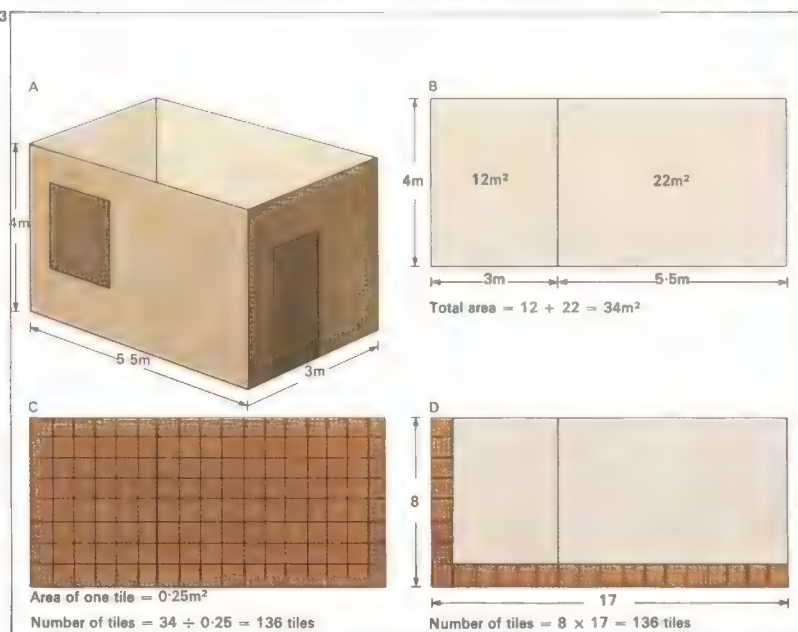 3
A
4m
5·5m
3m
B
4m
12m²
22m²
3m
5·5m
Total area = 12 + 22 = 34m²
C
Area of one tile = 0·25m²
Number of tiles = 34 ÷ 0·25 = 136 tiles
D
8
17
Number of tiles = 8 × 17 = 136 tiles